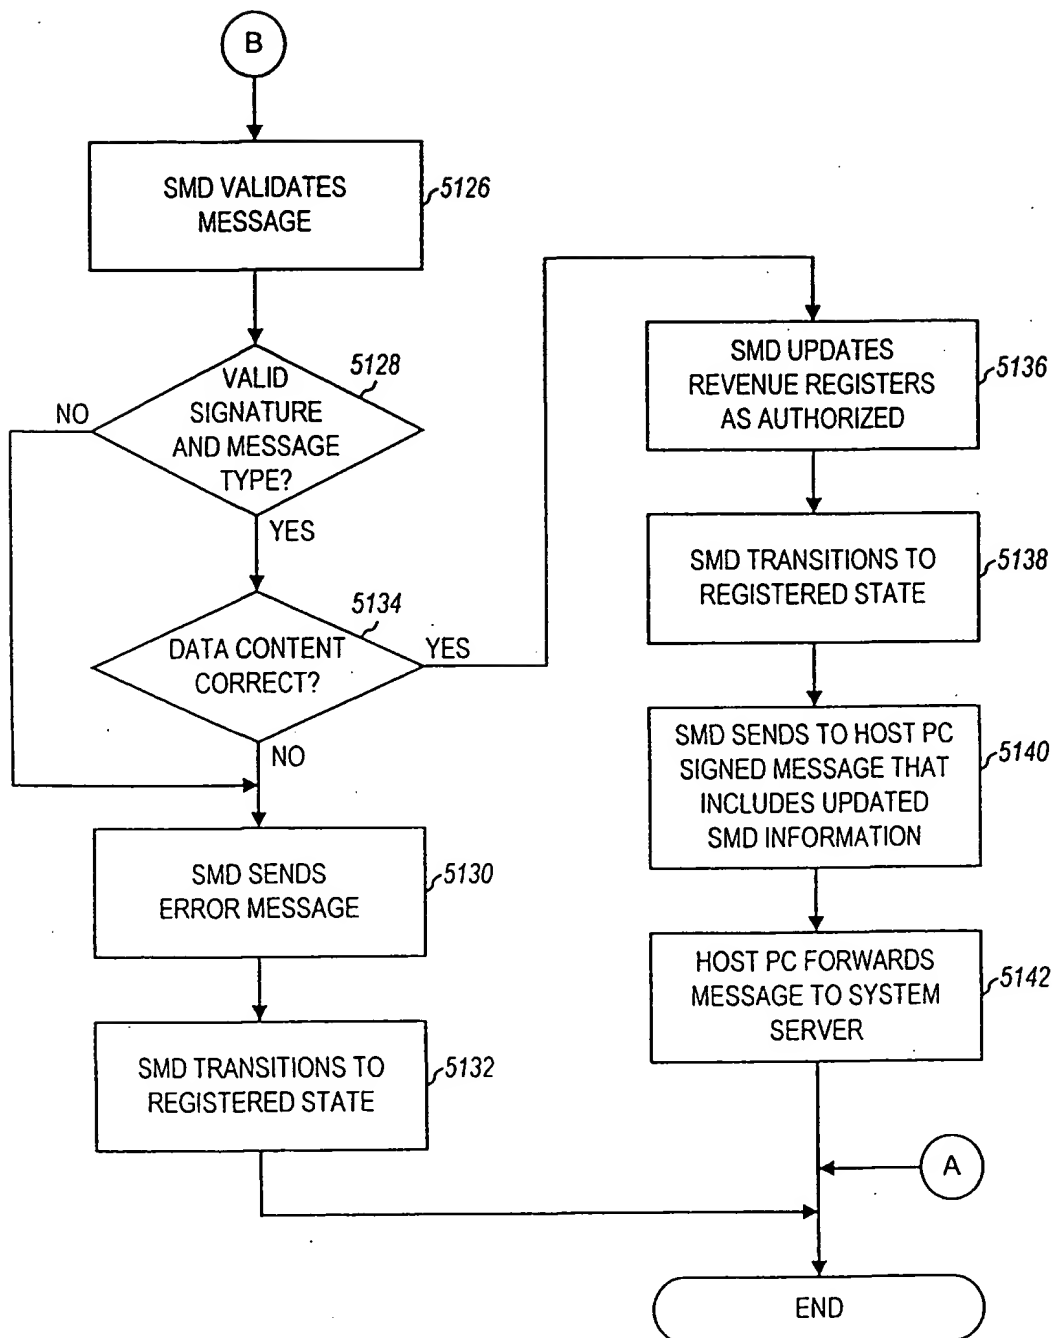 B
SMD VALIDATES
MESSAGE
5126
VALID
SIGNATURE
AND MESSAGE
TYPE?
5128
NO
YES
DATA CONTENT
CORRECT?
5134
YES
NO
SMD SENDS
ERROR MESSAGE
5130
SMD TRANSITIONS TO
REGISTERED STATE
5132
SMD UPDATES
REVENUE REGISTERS
AS AUTHORIZED
5136
SMD TRANSITIONS TO
REGISTERED STATE
5138
SMD SENDS TO HOST PC
SIGNED MESSAGE THAT
INCLUDES UPDATED
SMD INFORMATION
5140
HOST PC FORWARDS
MESSAGE TO SYSTEM
SERVER
5142
A
END